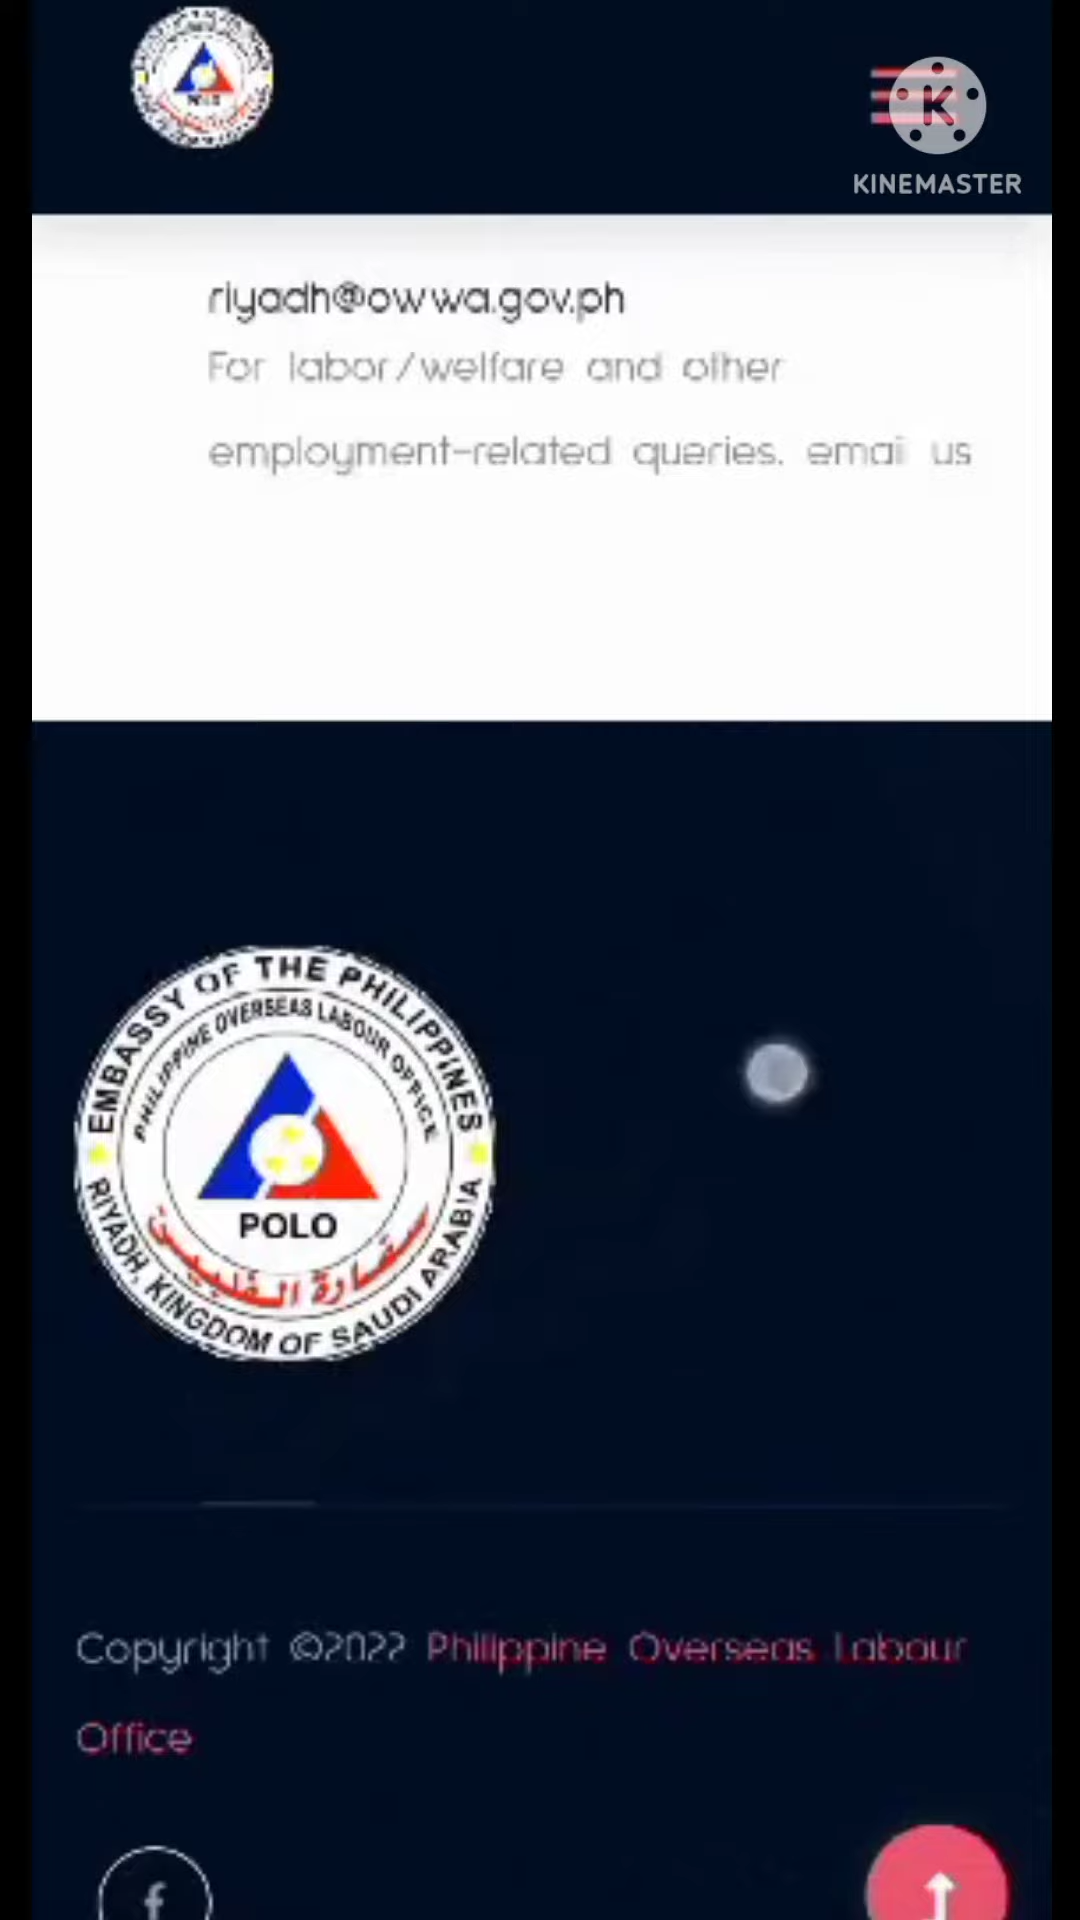 POLO
KINEMASTER
riyadh@owwa.gov.ph
For labor/welfare and other
employment-related queries. email us
EMBASSY OF THE PHILIPPINES
PHILIPPINE OVERSEAS LABOUR OFFICE
POLO
سفارة الفلبين
RIYADH, KINGDOM OF SAUDI ARABIA
Copyright ©2022 Philippine Overseas Labour
Office